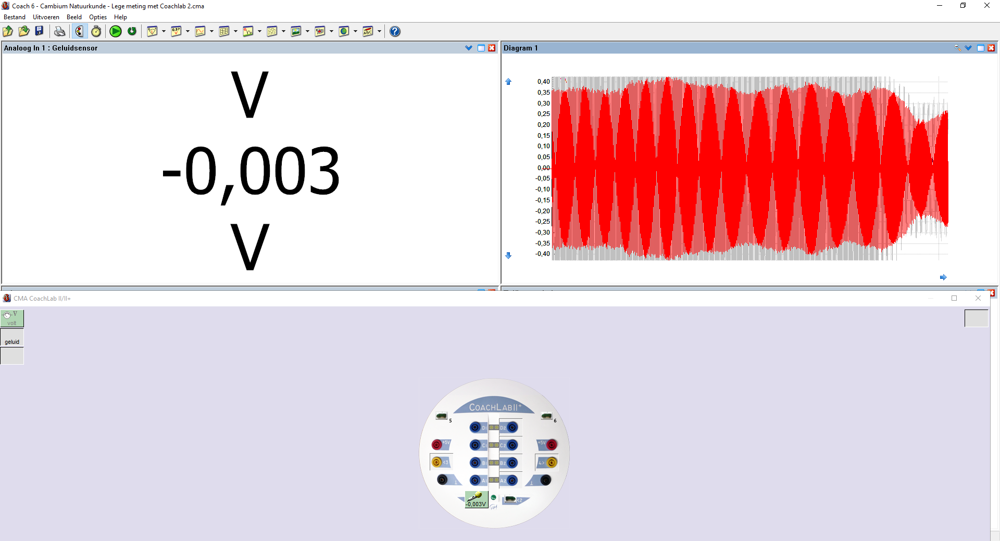 Coach 6 - Cambium Natuurkunde - Lege meting met Coachlab 2.cma
Bestand Uitvoeren Beeld Opties Help
Analoog In 1 : Geluidsensor
V
-0,003
V
Diagram 1
0,40
0,35
0,30
0,25
0,20
0,15
0,10
0,05
0,00
-0,05
-0,10
-0,15
-0,20
-0,25
-0,30
-0,35
-0,40
CMA CoachLab II/II+
V
volt
geluid
COACHLABII+
5
6
D1 D2
+5V C1 C2 +5V
<3 B1 B2 4>
A1 A2
<2
-0,003V